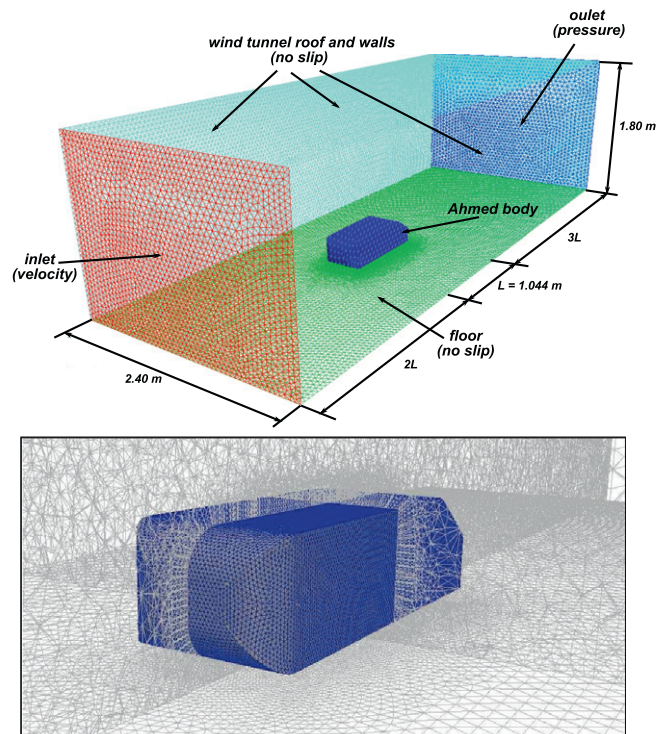 oulet
(pressure)
wind tunnel roof and walls
(no slip)
1.80 m
Ahmed body
3L
inlet
(velocity)
L = 1.044 m
floor
(no slip)
2L
2.40 m